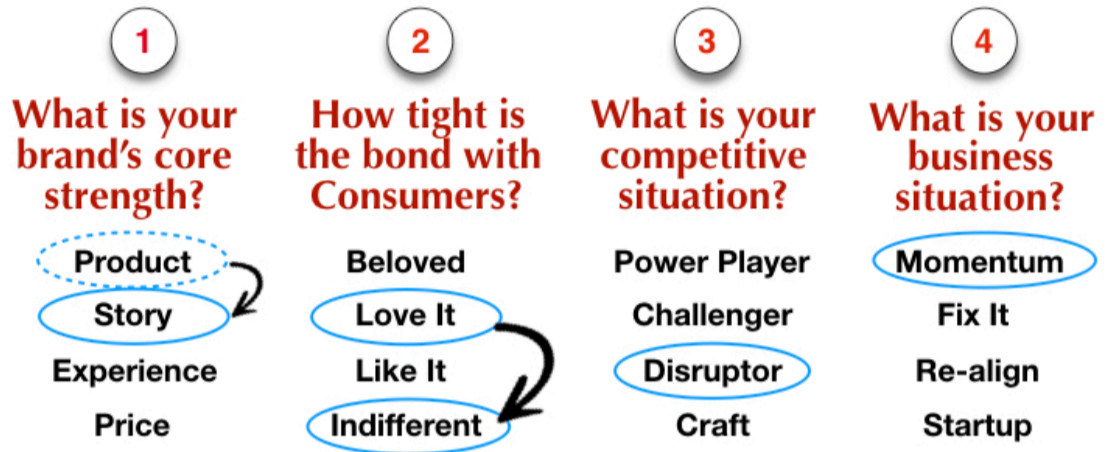 1
What is your
brand's core
strength?
Product
Story
Experience
Price
2
How tight is
the bond with
Consumers?
Beloved
Love It
Like It
Indifferent
3
What is your
competitive
situation?
Power Player
Challenger
Disruptor
Craft
4
What is your
business
situation?
Momentum
Fix It
Re-align
Startup